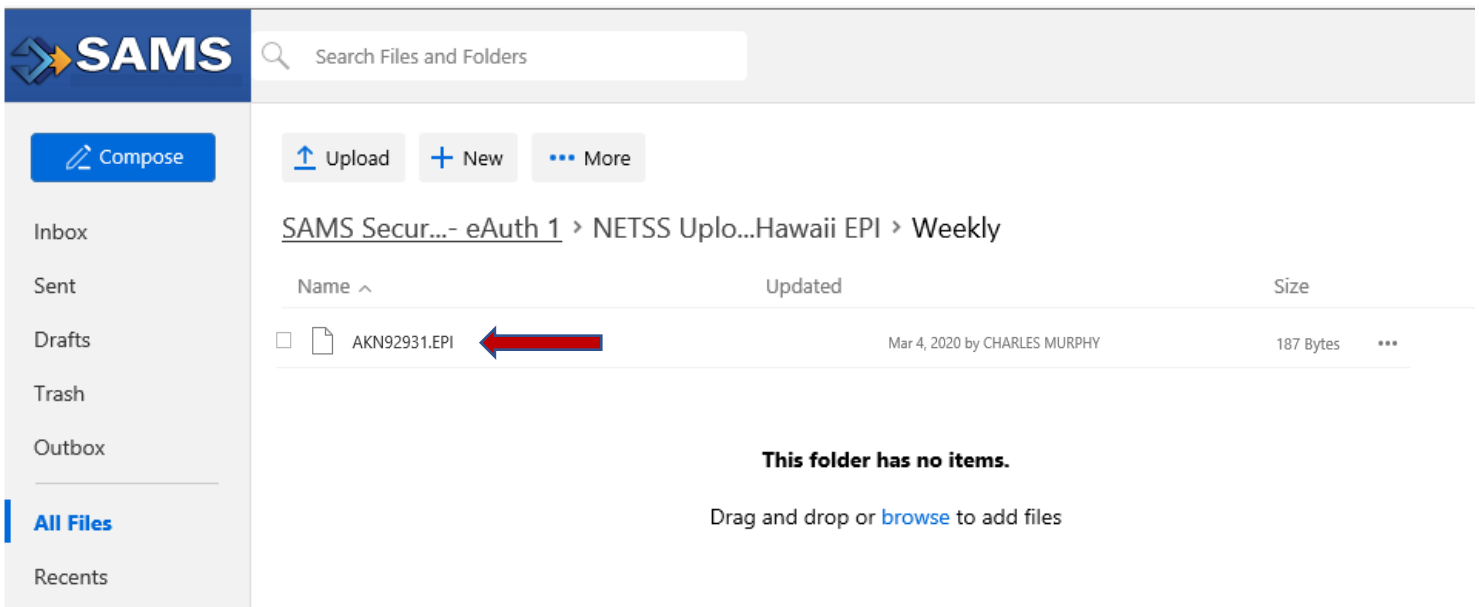 SAMS
Search Files and Folders
Compose
Upload
New
More
Inbox
SAMS Secur...- eAuth 1 > NETSS Uplo...Hawaii EPI > Weekly
Sent
Name
Updated
Size
Drafts
AKN92931.EPI
Mar 4, 2020 by CHARLES MURPHY
187 Bytes
Trash
Outbox
This folder has no items.
Drag and drop or browse to add files
All Files
Recents